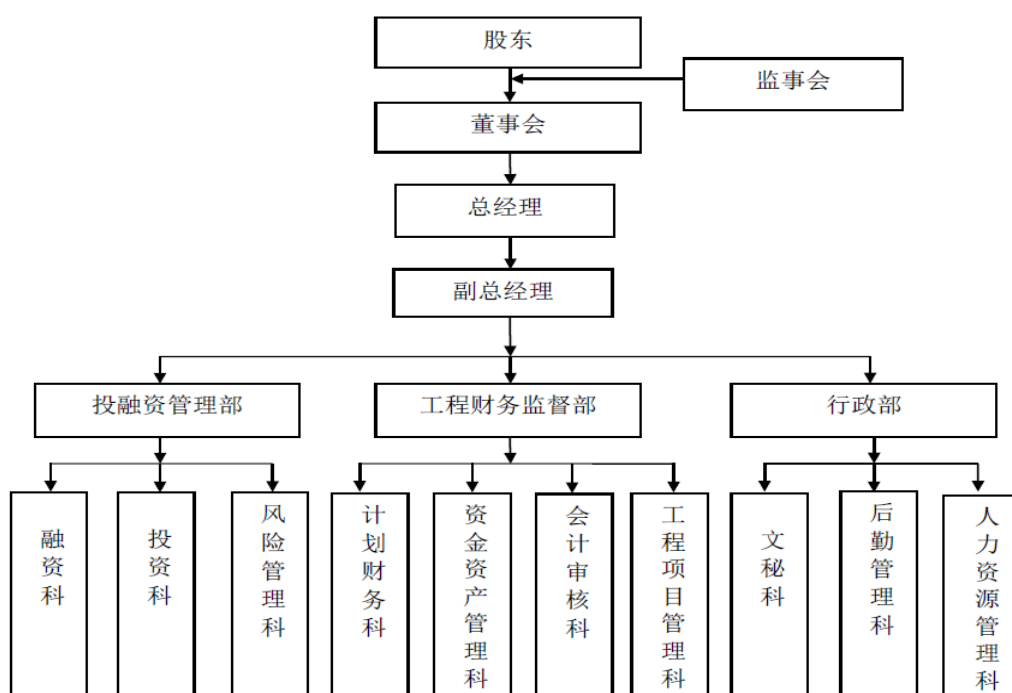 股东
监事会
董事会
总经理
副总经理
投融资管理部
工程财务监督部
行政部
融资科
投资科
风险管理科
计划财务科
资金资产管理科
会计审核科
工程项目管理科
文秘科
后勤管理科
人力资源管理科